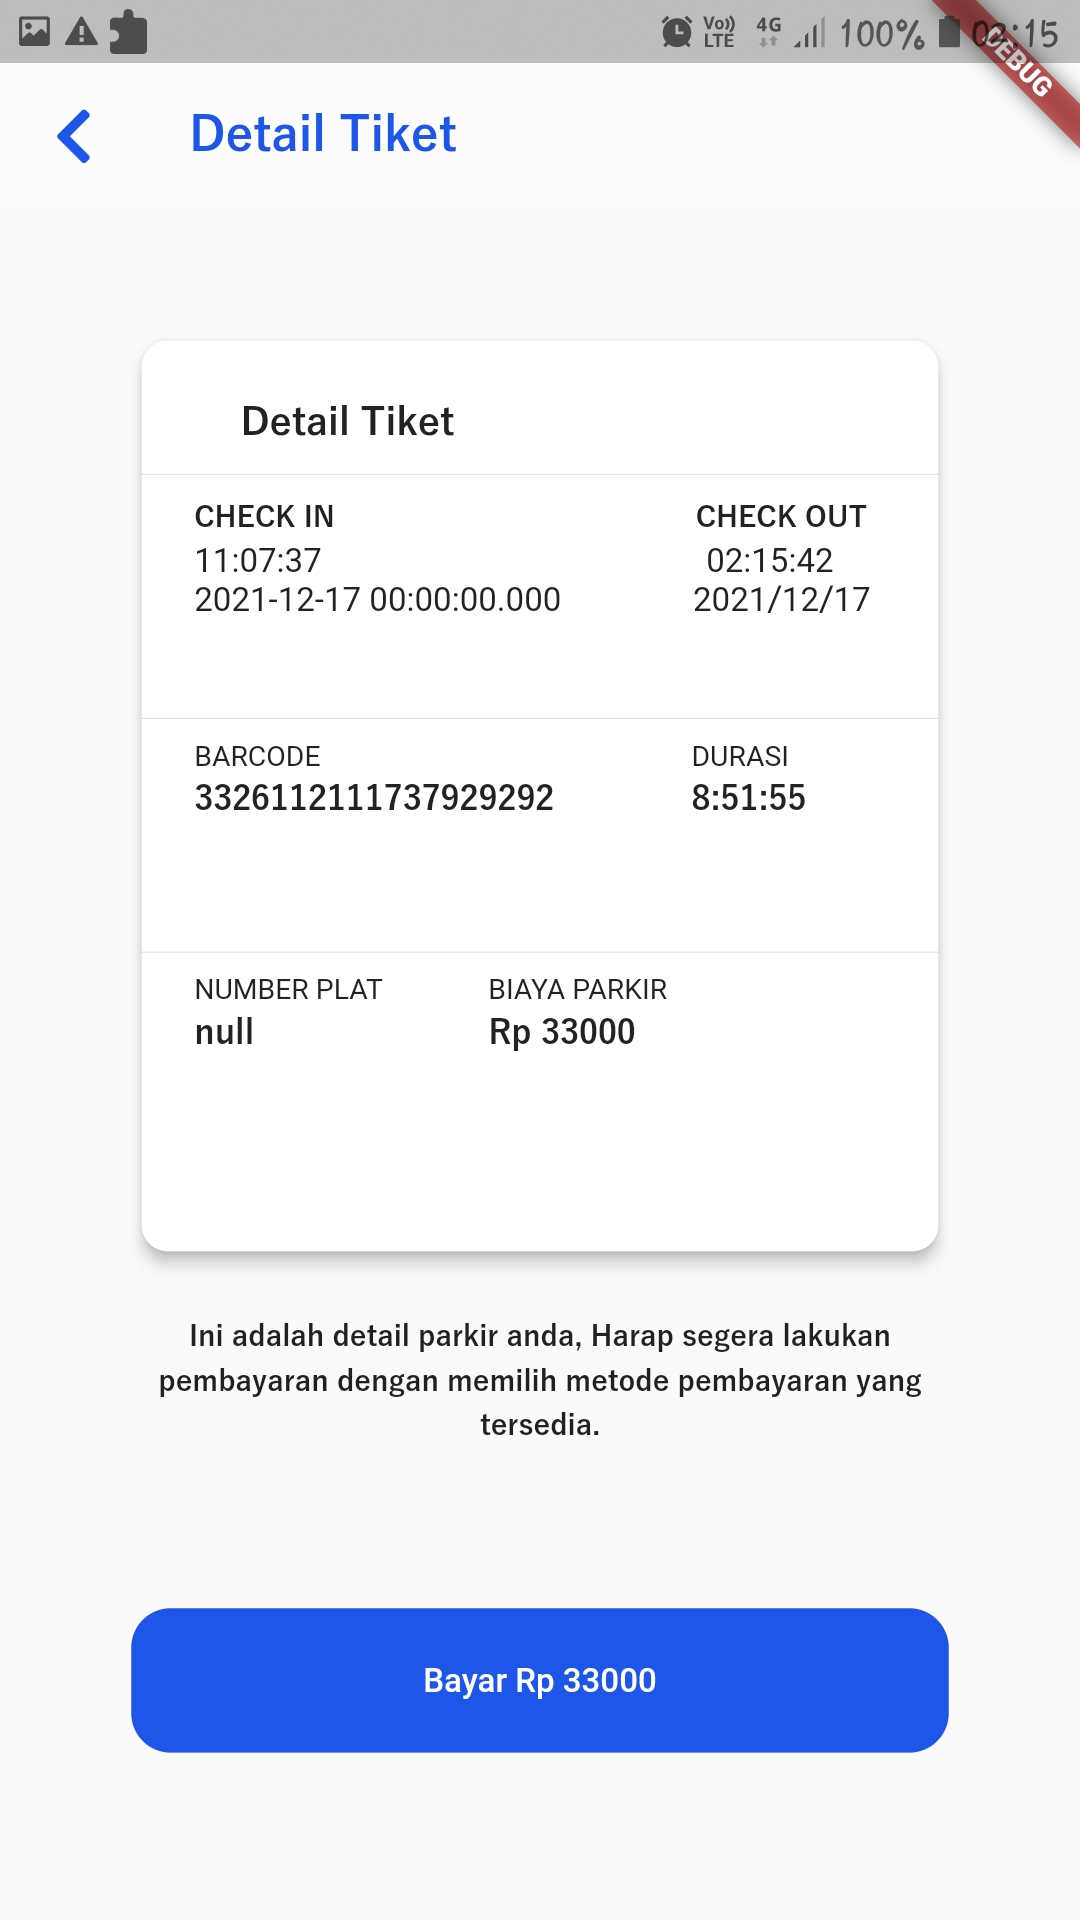 Vo)) LTE 4G 100% 02:15
DEBUG
Detail Tiket
Detail Tiket
CHECK IN CHECK OUT
11:07:37 02:15:42
2021-12-17 00:00:00.000 2021/12/17
BARCODE DURASI
3326112111737929292 8:51:55
NUMBER PLAT BIAYA PARKIR
null Rp 33000
Ini adalah detail parkir anda, Harap segera lakukan
pembayaran dengan memilih metode pembayaran yang
tersedia.
Bayar Rp 33000